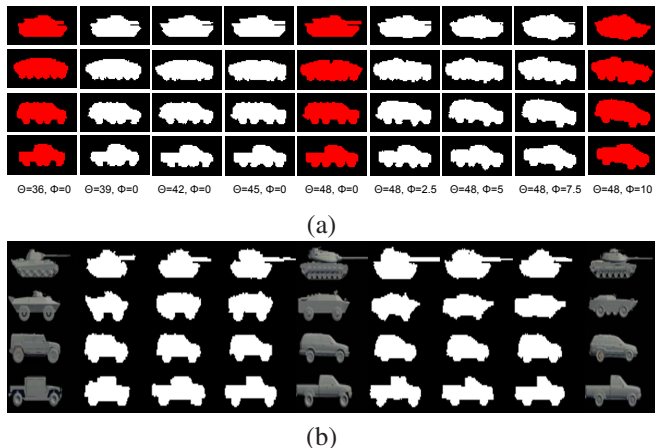 Θ=36, Φ=0 Θ=39, Φ=0 Θ=42, Φ=0 Θ=45, Φ=0 Θ=48, Φ=0 Θ=48, Φ=2.5 Θ=48, Φ=5 Θ=48, Φ=7.5 Θ=48, Φ=10
(a)
(b)